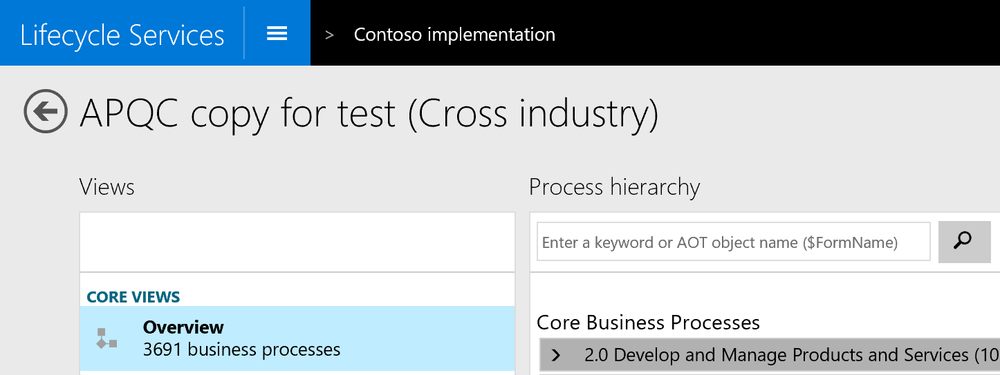 Lifecycle Services
> Contoso implementation
APQC copy for test (Cross industry)
Views
CORE VIEWS
Overview
3691 business processes
Process hierarchy
Enter a keyword or AOT object name ($FormName)
Core Business Processes
2.0 Develop and Manage Products and Services (10